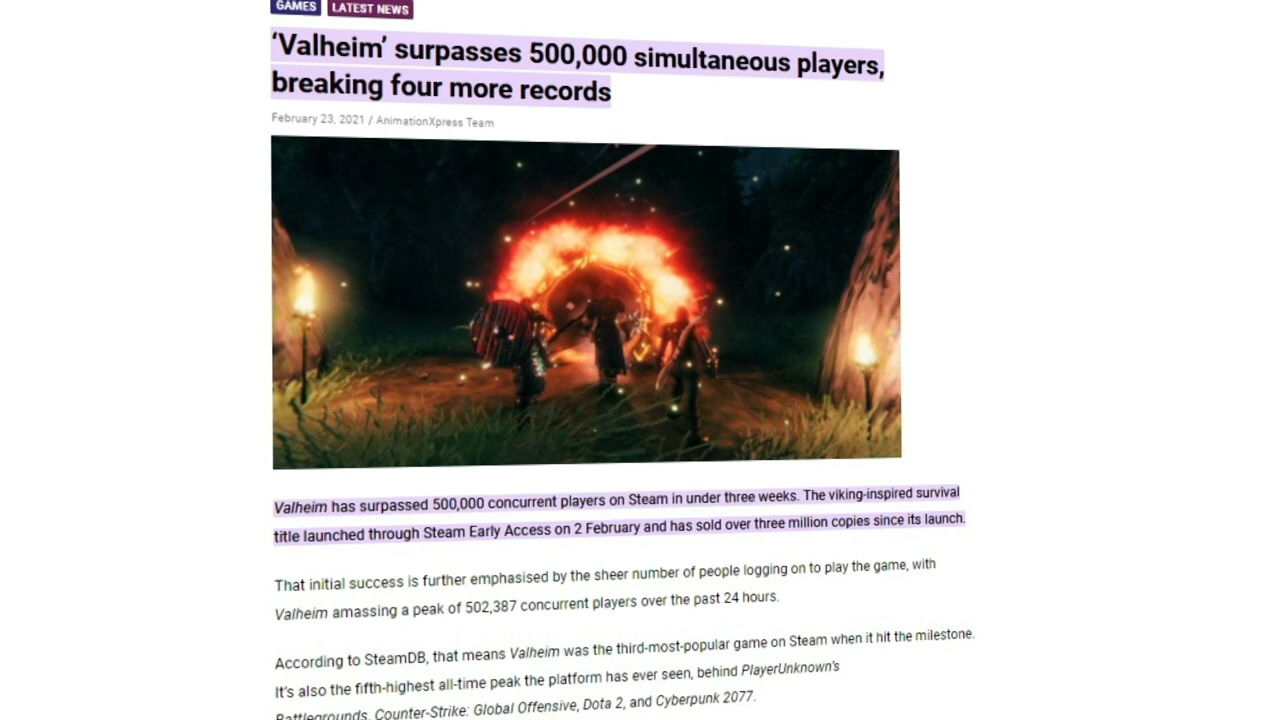 GAMES LATEST NEWS
‘Valheim’ surpasses 500,000 simultaneous players,
breaking four more records
February 23, 2021 / AnimationXpress Team
Valheim has surpassed 500,000 concurrent players on Steam in under three weeks. The viking-inspired survival
title launched through Steam Early Access on 2 February and has sold over three million copies since its launch.
That initial success is further emphasised by the sheer number of people logging on to play the game, with
Valheim amassing a peak of 502,387 concurrent players over the past 24 hours.
According to SteamDB, that means Valheim was the third-most-popular game on Steam when it hit the milestone.
It’s also the fifth-highest all-time peak the platform has ever seen, behind PlayerUnknown’s
Battlegrounds, Counter-Strike: Global Offensive, Dota 2, and Cyberpunk 2077.